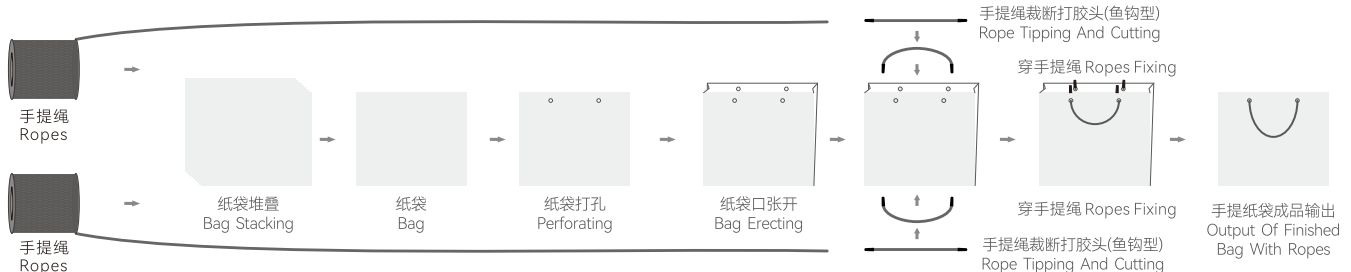 手提绳裁断打胶头(鱼钩型)
Rope Tipping And Cutting
穿手提绳 Ropes Fixing
手提绳
Ropes
纸袋堆叠
Bag Stacking
纸袋
Bag
纸袋打孔
Perforating
纸袋口张开
Bag Erecting
穿手提绳 Ropes Fixing
手提纸袋成品输出
Output Of Finished
Bag With Ropes
手提绳
Ropes
手提绳裁断打胶头(鱼钩型)
Rope Tipping And Cutting